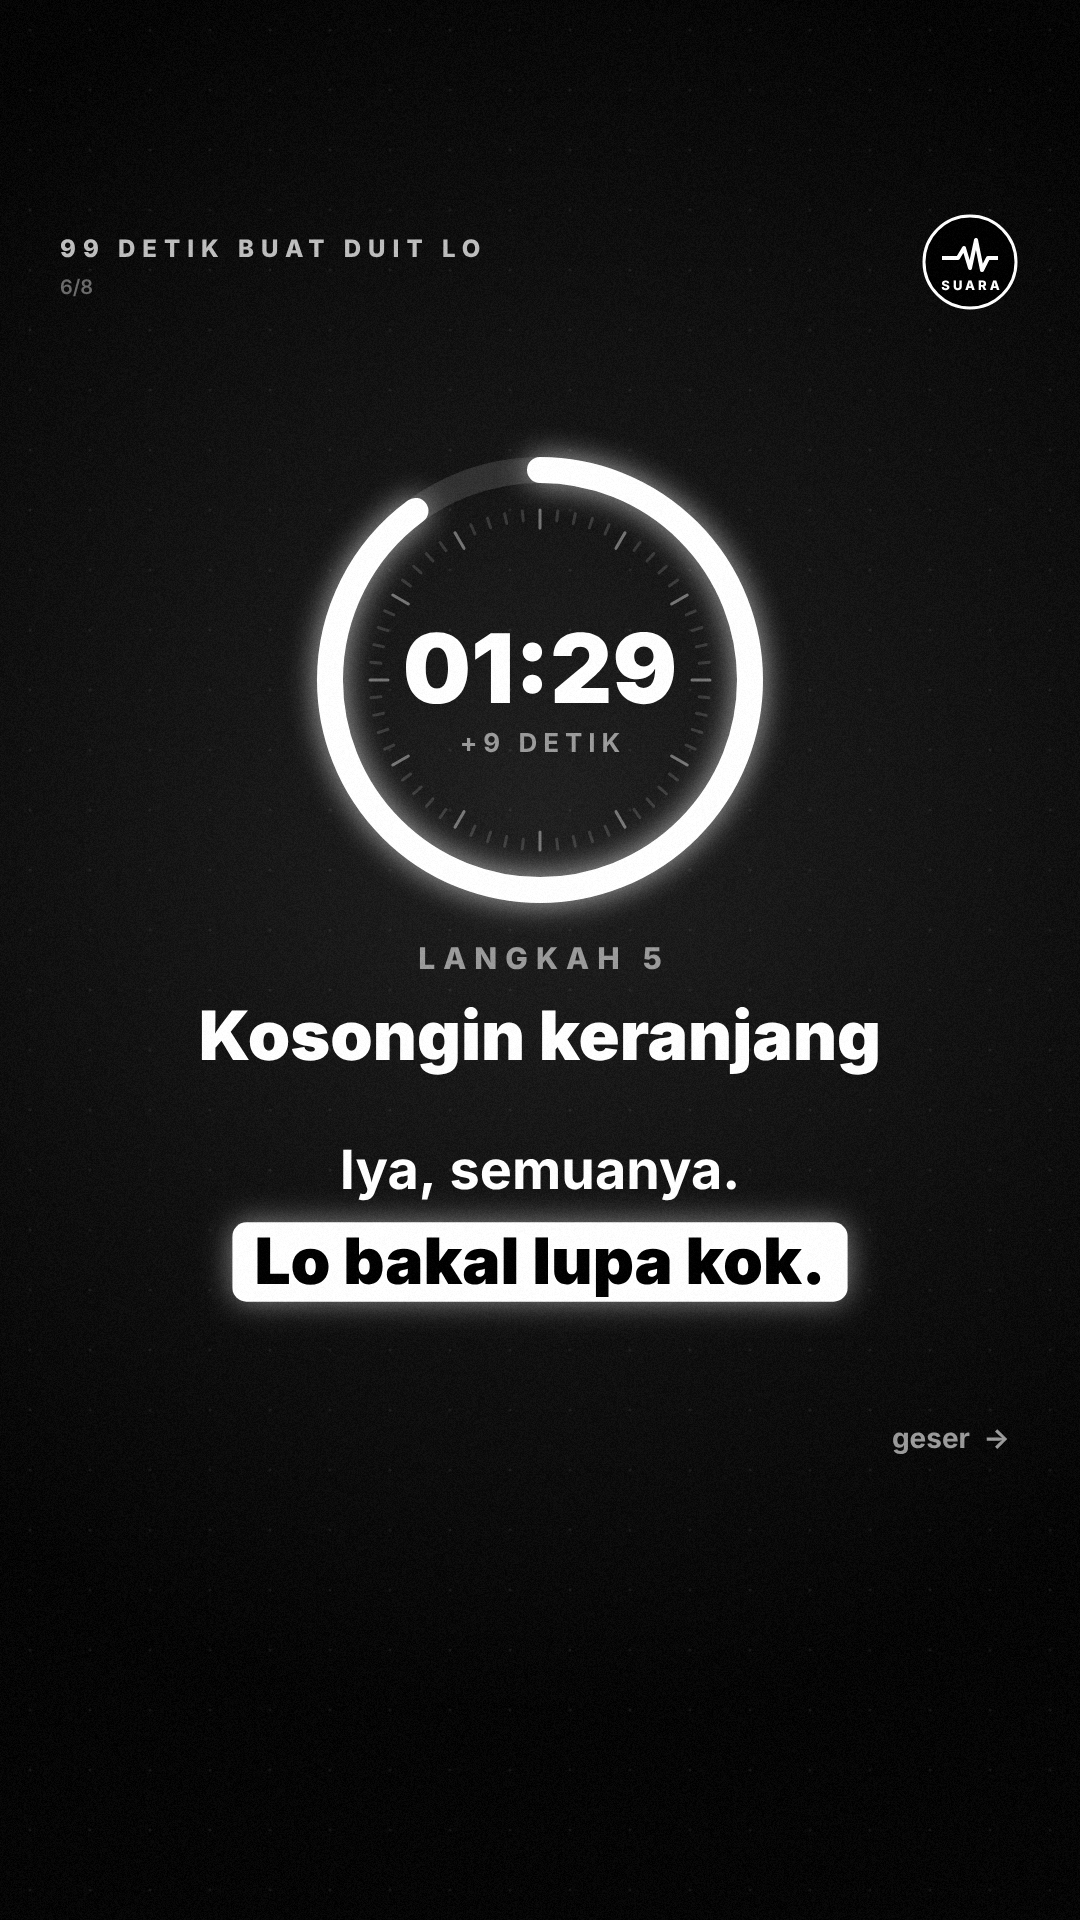 99 DETIK BUAT DUIT LO
6/8
SUARA
01:29
+9 DETIK
LANGKAH 5
Kosongin keranjang
Iya, semuanya.
Lo bakal lupa kok.
geser →